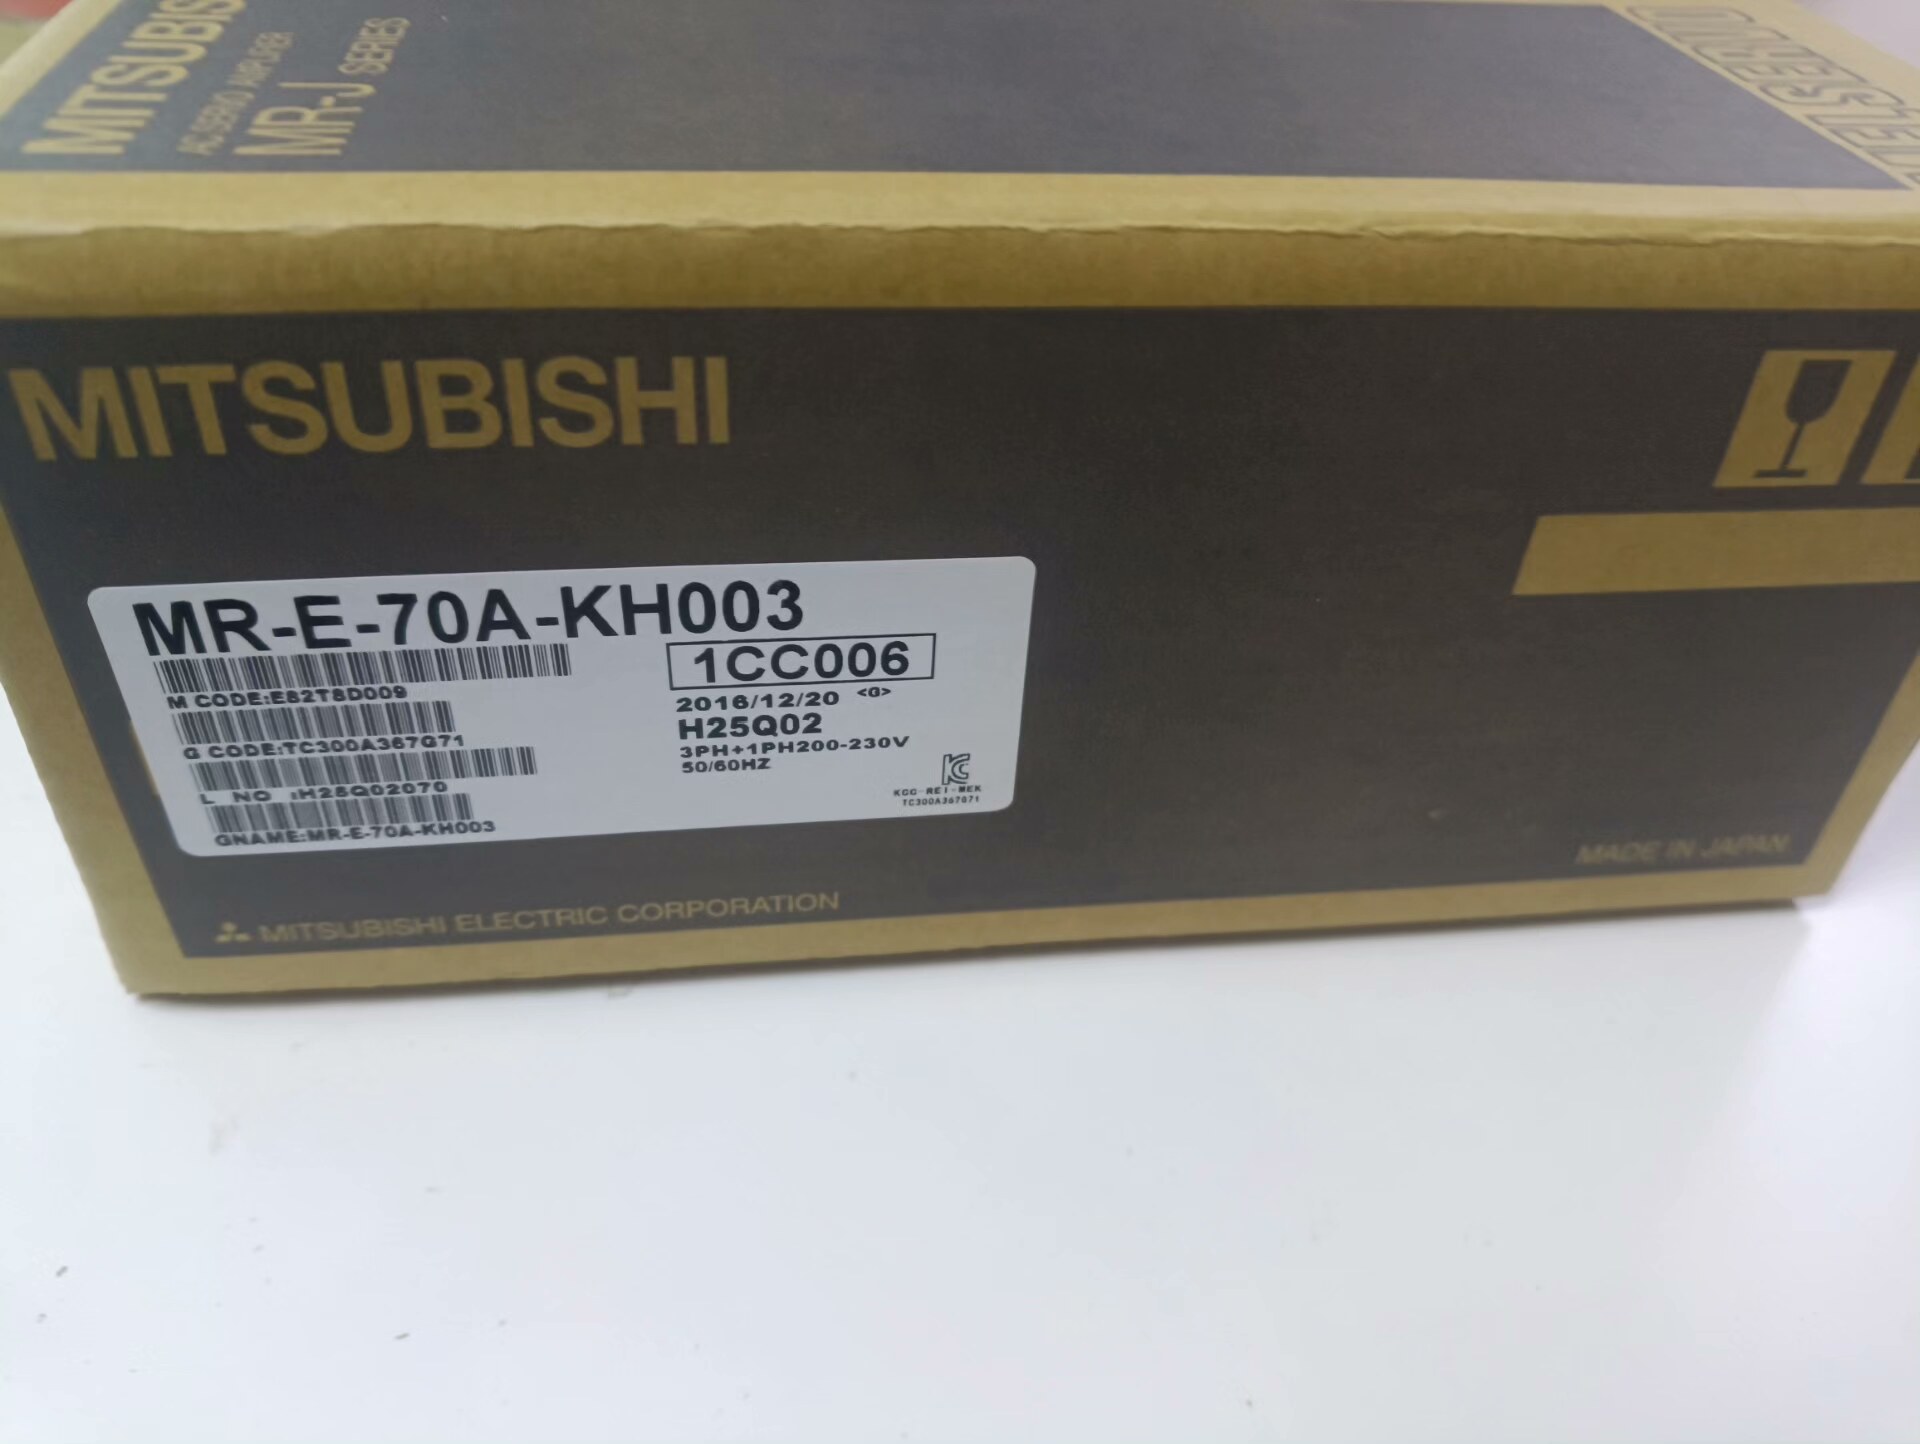 MITSUBIS
AC SERVO AMPLIFIER
MR-J SERIES
MELSERVO
MITSUBISHI
MR-E-70A-KH003
1CC006
M CODE:E82T8D009
2016/12/20 <G>
H25Q02
G CODE:TC300A367G71
3PH+1PH200-230V
50/60HZ
L NO :H25Q02070
KCC-REI-MEK
TC300A367G71
GNAME:MR-E-70A-KH003
MADE IN JAPAN
MITSUBISHI ELECTRIC CORPORATION